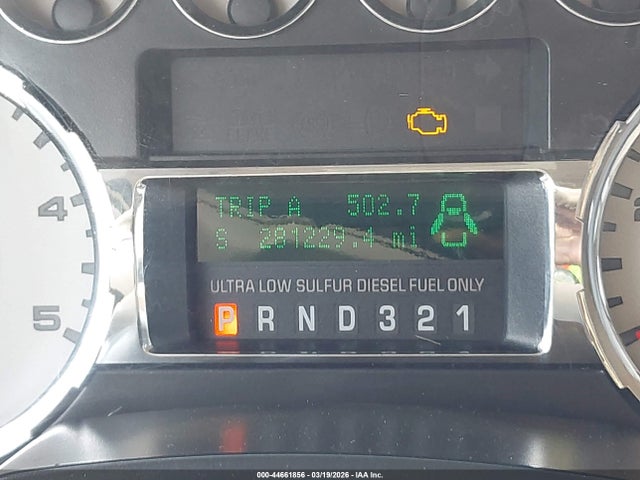 4
5
TRIP A 502.7
S 281229.4 mi
ULTRA LOW SULFUR DIESEL FUEL ONLY
P R N D 3 2 1
000-44661856 - 03/19/2026 - IAA Inc.